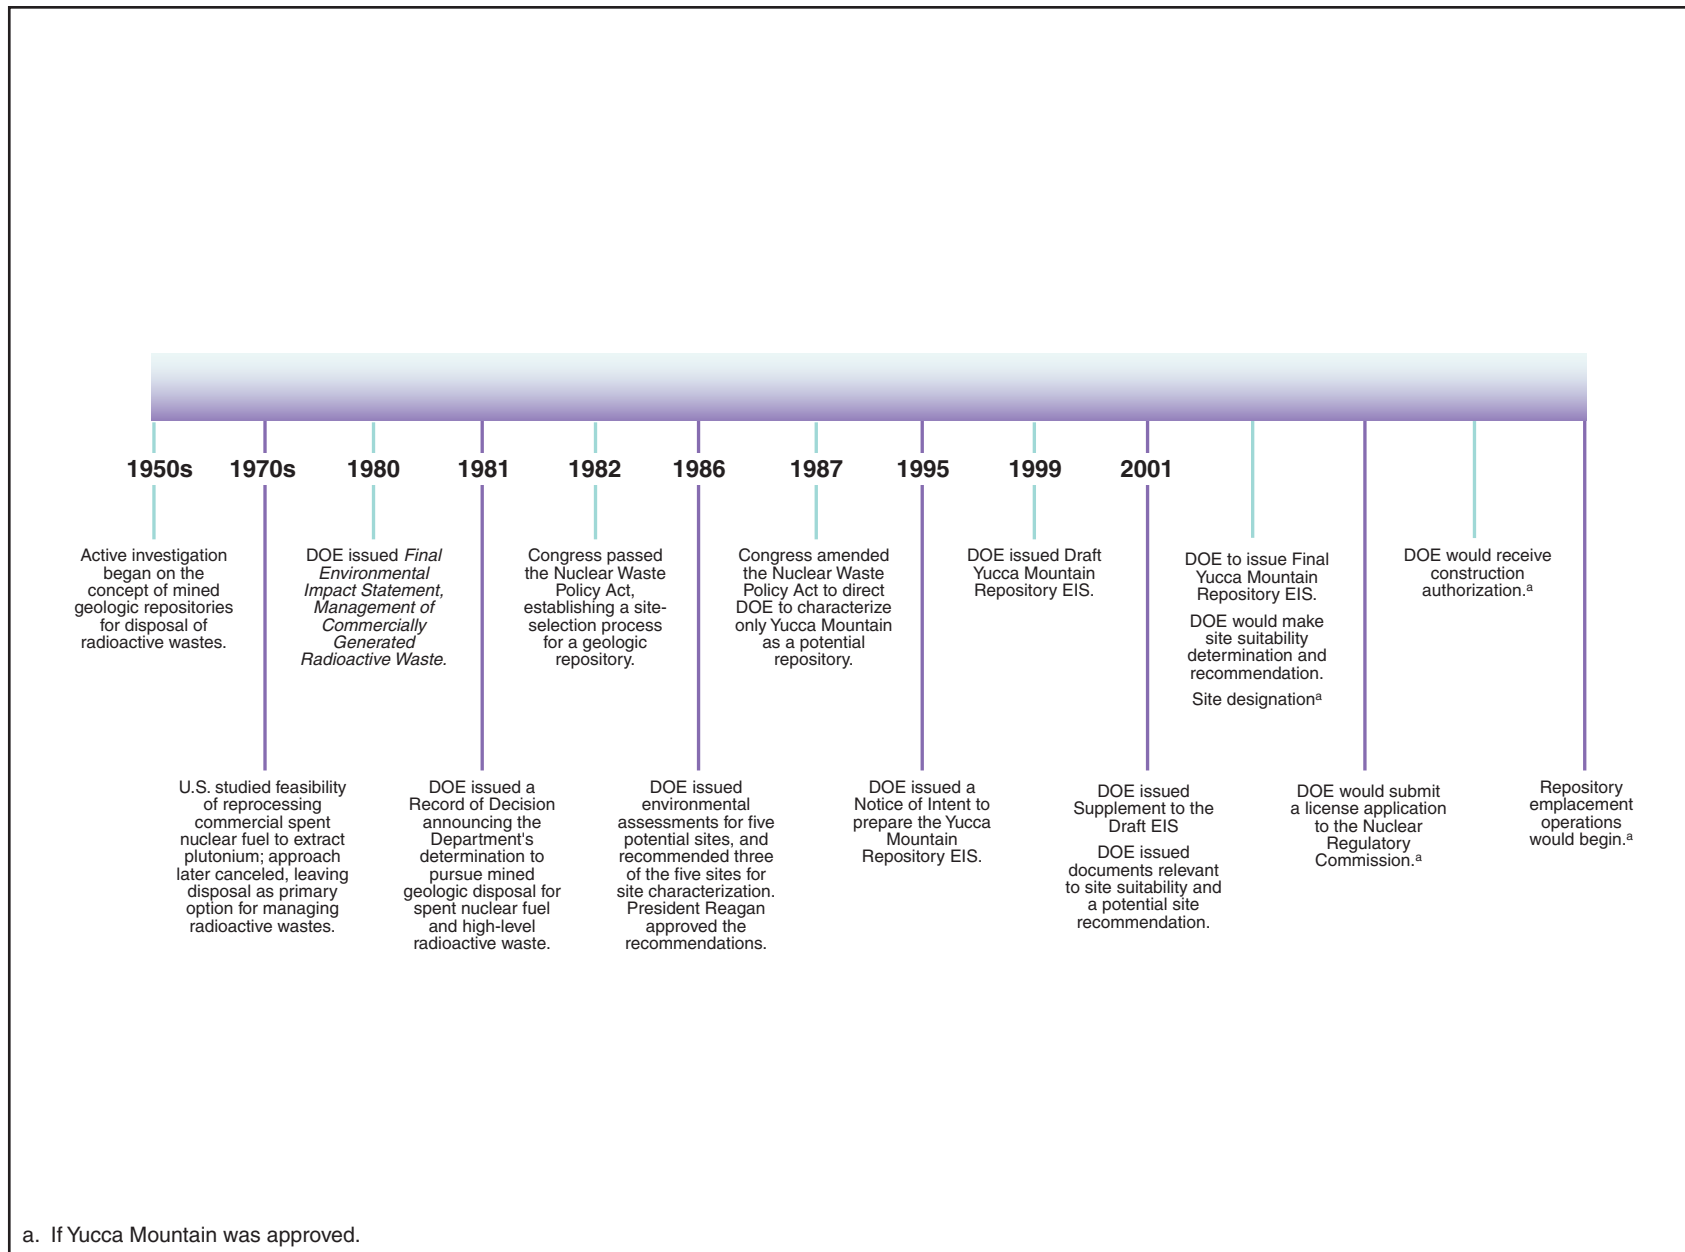 1950s
1970s
1980
1981
1982
1986
1987
1995
1999
2001
Active investigation
began on the
concept of mined
geologic repositories
for disposal of
radioactive wastes.
DOE issued Final
Environmental
Impact Statement,
Management of
Commercially
Generated
Radioactive Waste.
Congress passed
the Nuclear Waste
Policy Act,
establishing a site-
selection process
for a geologic
repository.
Congress amended
the Nuclear Waste
Policy Act to direct
DOE to characterize
only Yucca Mountain
as a potential
repository.
DOE issued Draft
Yucca Mountain
Repository EIS.
DOE to issue Final
Yucca Mountain
Repository EIS.
DOE would make
site suitability
determination and
recommendation.
Site designationa
DOE would receive
construction
authorization.a
U.S. studied feasibility
of reprocessing
commercial spent
nuclear fuel to extract
plutonium; approach
later canceled, leaving
disposal as primary
option for managing
radioactive wastes.
DOE issued a
Record of Decision
announcing the
Department's
determination to
pursue mined
geologic disposal for
spent nuclear fuel
and high-level
radioactive waste.
DOE issued
environmental
assessments for five
potential sites, and
recommended three
of the five sites for
site characterization.
President Reagan
approved the
recommendations.
DOE issued a
Notice of Intent to
prepare the Yucca
Mountain
Repository EIS.
DOE issued
Supplement to the
Draft EIS
DOE issued
documents relevant
to site suitability and
a potential site
recommendation.
DOE would submit
a license application
to the Nuclear
Regulatory
Commission.a
Repository
emplacement
operations
would begin.a
a. If Yucca Mountain was approved.